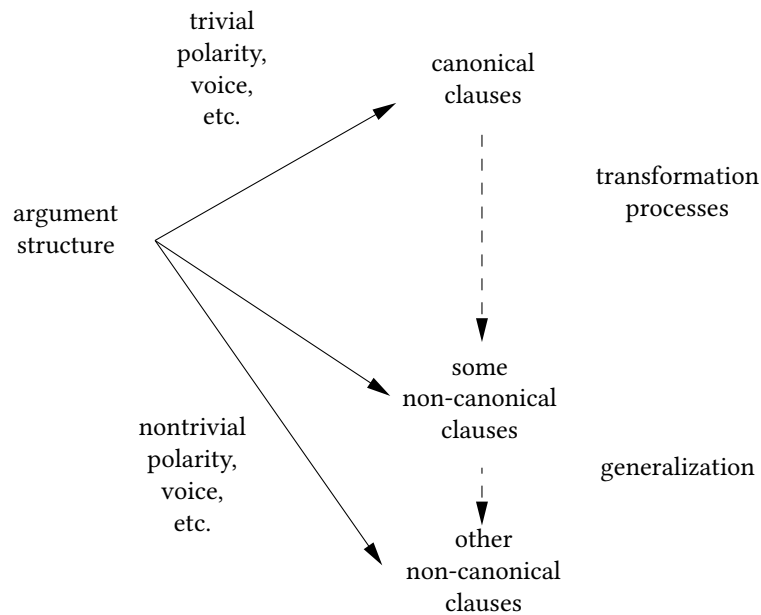 trivial
polarity,
voice,
etc.
canonical
clauses
transformation
processes
argument
structure
some
non-canonical
clauses
nontrivial
polarity,
voice,
etc.
generalization
other
non-canonical
clauses